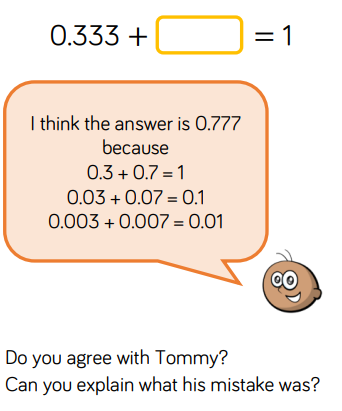 0.333 + = 1
I think the answer is 0.777
because
0.3 + 0.7 = 1
0.03 + 0.07 = 0.1
0.003 + 0.007 = 0.01
Do you agree with Tommy?
Can you explain what his mistake was?